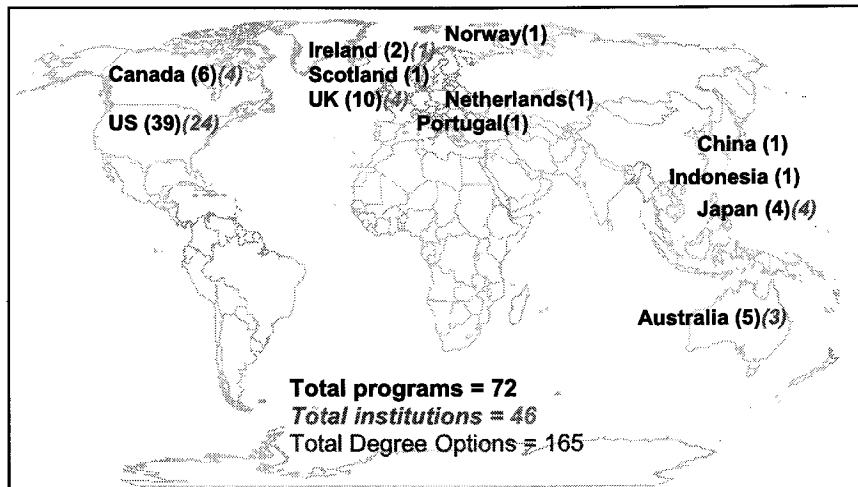 Norway(1)
Ireland (2)(1)
Canada (6)(4)
Scotland (1)
UK (10)(4)
Netherlands(1)
US (39)(24)
Portugal(1)
China (1)
Indonesia (1)
Japan (4)(4)
Australia (5)(3)
Total programs = 72
Total institutions = 46
Total Degree Options = 165